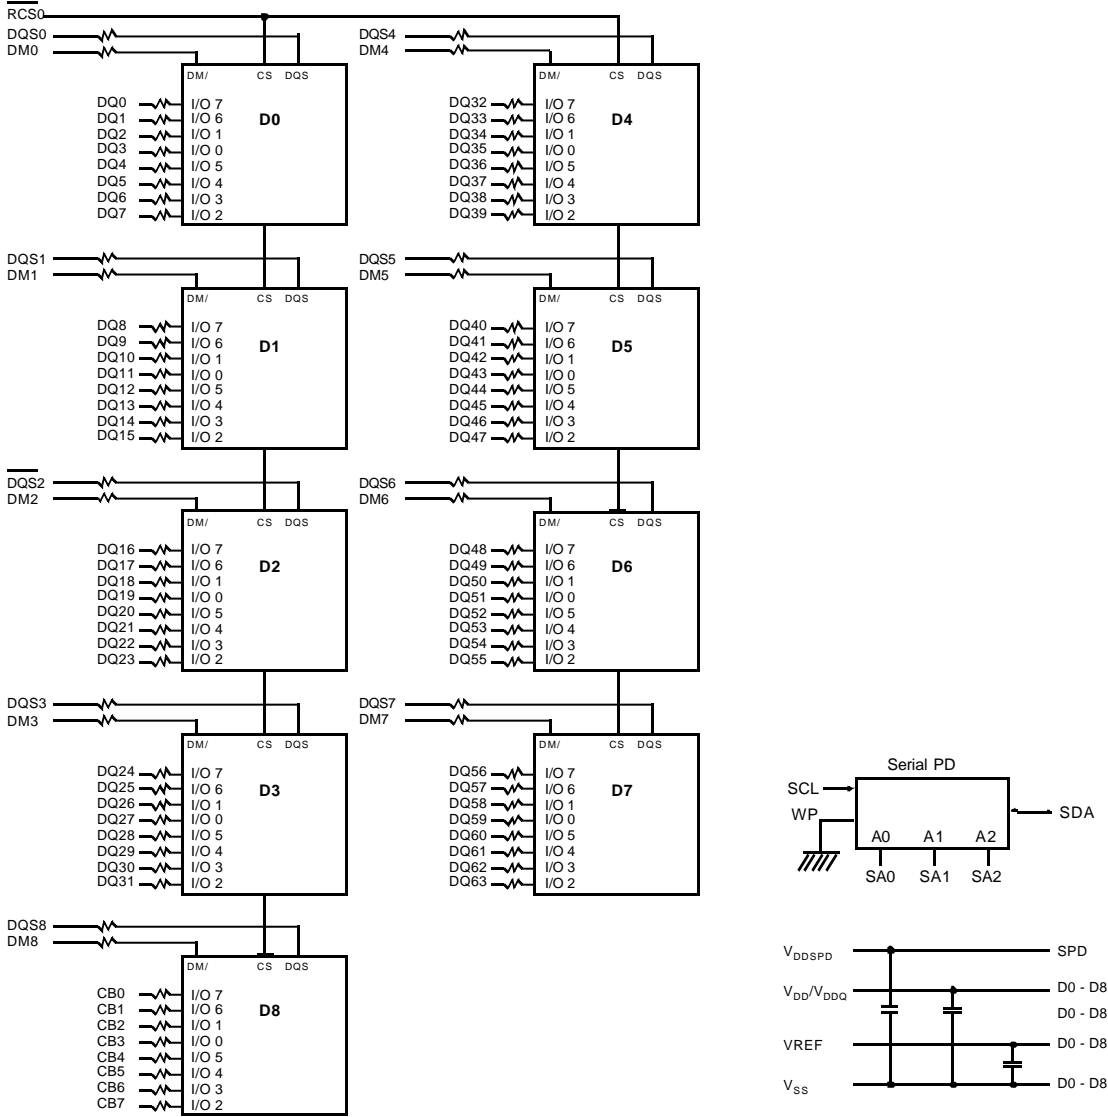 RCS0
DQS0
DM0
DM/ CS DQS
D0
DQ0 I/O 7
DQ1 I/O 6
DQ2 I/O 1
DQ3 I/O 0
DQ4 I/O 5
DQ5 I/O 4
DQ6 I/O 3
DQ7 I/O 2
DQS1
DM1
DM/ CS DQS
D1
DQ8 I/O 7
DQ9 I/O 6
DQ10 I/O 1
DQ11 I/O 0
DQ12 I/O 5
DQ13 I/O 4
DQ14 I/O 3
DQ15 I/O 2
DQS2
DM2
DM/ CS DQS
D2
DQ16 I/O 7
DQ17 I/O 6
DQ18 I/O 1
DQ19 I/O 0
DQ20 I/O 5
DQ21 I/O 4
DQ22 I/O 3
DQ23 I/O 2
DQS3
DM3
DM/ CS DQS
D3
DQ24 I/O 7
DQ25 I/O 6
DQ26 I/O 1
DQ27 I/O 0
DQ28 I/O 5
DQ29 I/O 4
DQ30 I/O 3
DQ31 I/O 2
DQS8
DM8
DM/ CS DQS
D8
CB0 I/O 7
CB1 I/O 6
CB2 I/O 1
CB3 I/O 0
CB4 I/O 5
CB5 I/O 4
CB6 I/O 3
CB7 I/O 2
DQS4
DM4
DM/ CS DQS
D4
DQ32 I/O 7
DQ33 I/O 6
DQ34 I/O 1
DQ35 I/O 0
DQ36 I/O 5
DQ37 I/O 4
DQ38 I/O 3
DQ39 I/O 2
DQS5
DM5
DM/ CS DQS
D5
DQ40 I/O 7
DQ41 I/O 6
DQ42 I/O 1
DQ43 I/O 0
DQ44 I/O 5
DQ45 I/O 4
DQ46 I/O 3
DQ47 I/O 2
DQS6
DM6
DM/ CS DQS
D6
DQ48 I/O 7
DQ49 I/O 6
DQ50 I/O 1
DQ51 I/O 0
DQ52 I/O 5
DQ53 I/O 4
DQ54 I/O 3
DQ55 I/O 2
DQS7
DM7
DM/ CS DQS
D7
DQ56 I/O 7
DQ57 I/O 6
DQ58 I/O 1
DQ59 I/O 0
DQ60 I/O 5
DQ61 I/O 4
DQ62 I/O 3
DQ63 I/O 2
Serial PD
SCL
WP
SDA
A0 A1 A2
SA0 SA1 SA2
VDDSPD SPD
VDD/VDDQ D0 - D8
D0 - D8
VREF D0 - D8
VSS D0 - D8